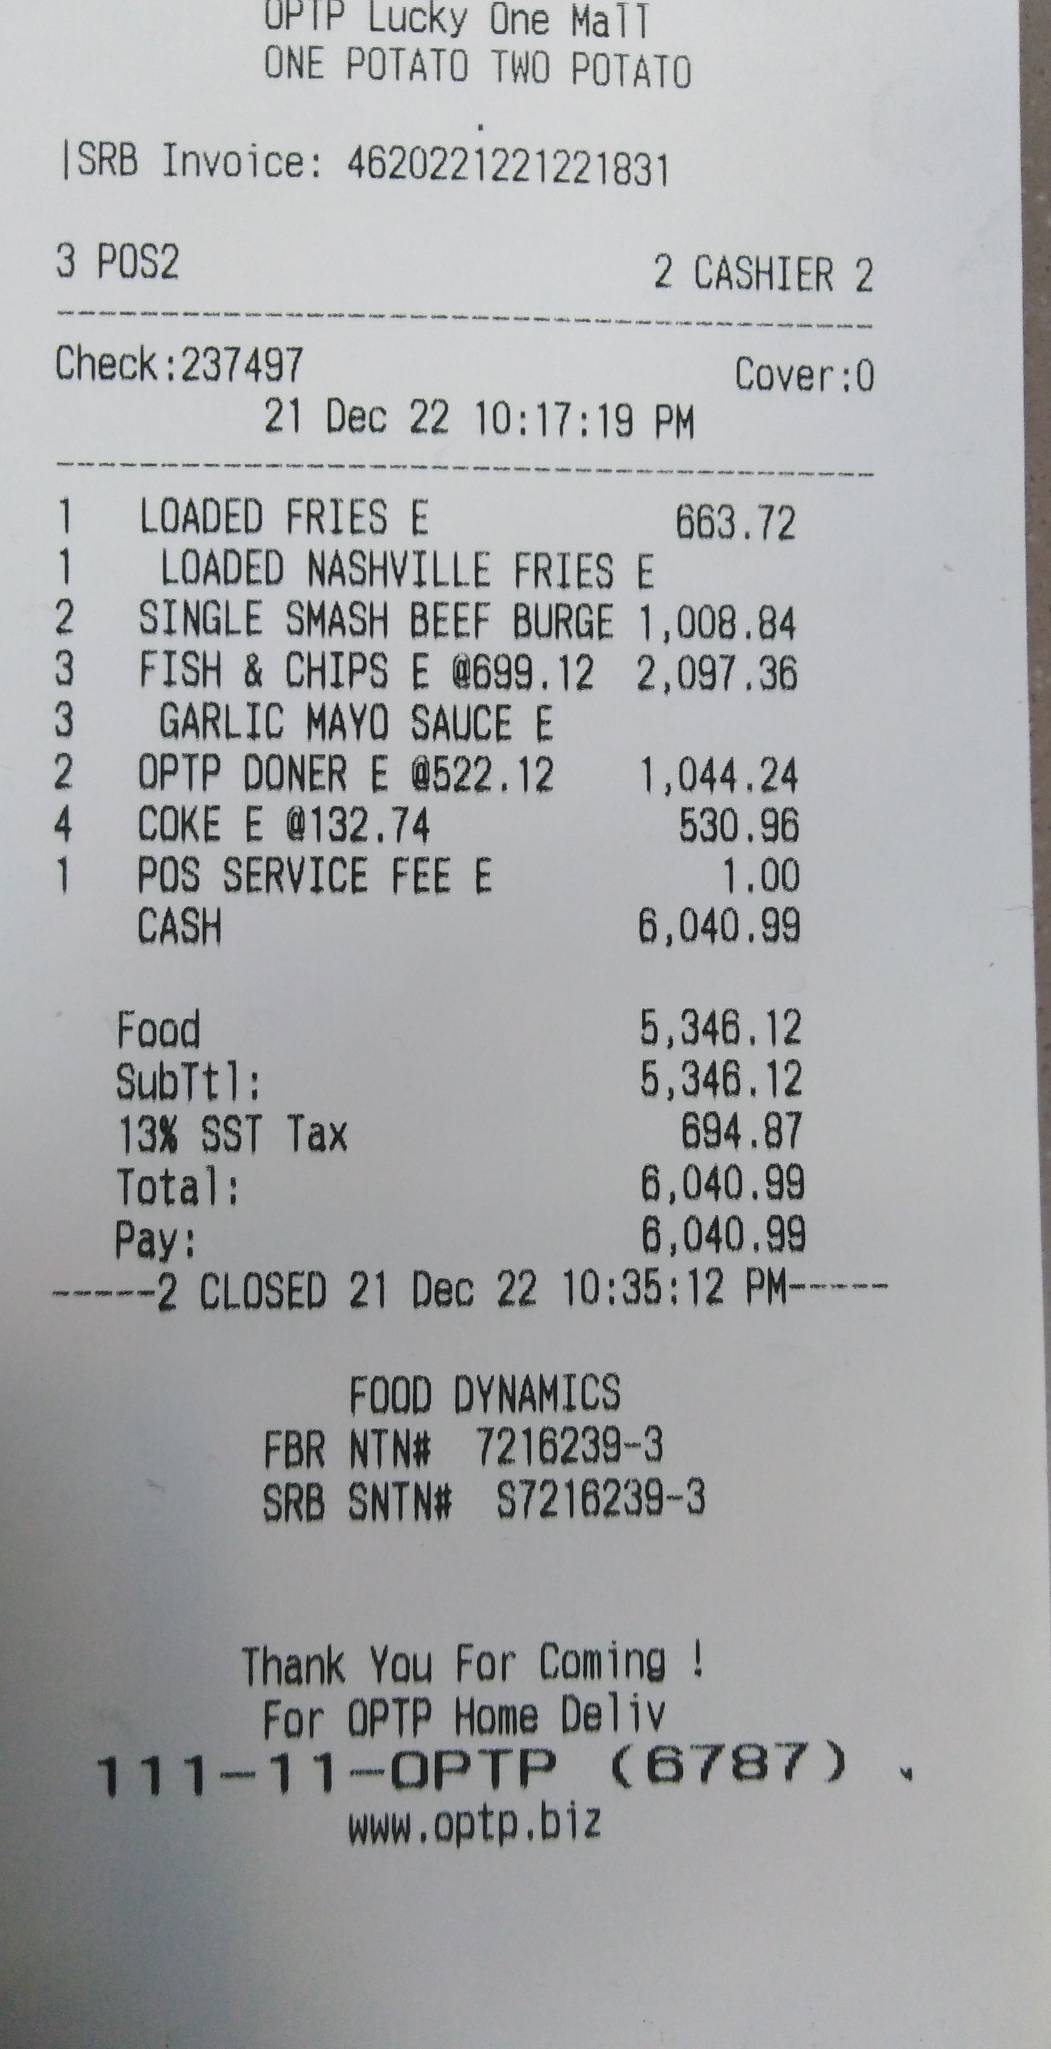 OPTP Lucky One Mall
ONE POTATO TWO POTATO
|SRB Invoice: 4620221221221831
3 POS2 2 CASHIER 2
--------------------------------------
Check:237497 Cover:0
21 Dec 22 10:17:19 PM
--------------------------------------
1 LOADED FRIES E 663.72
1 LOADED NASHVILLE FRIES E
2 SINGLE SMASH BEEF BURGE 1,008.84
3 FISH & CHIPS E @699.12 2,097.36
3 GARLIC MAYO SAUCE E
2 OPTP DONER E @522.12 1,044.24
4 COKE E @132.74 530.96
1 POS SERVICE FEE E 1.00
CASH 6,040.99
Food 5,346.12
SubTtl: 5,346.12
13% SST Tax 694.87
Total: 6,040.99
Pay: 6,040.99
-----2 CLOSED 21 Dec 22 10:35:12 PM-----
FOOD DYNAMICS
FBR NTN# 7216239-3
SRB SNTN# S7216239-3
Thank You For Coming !
For OPTP Home Deliv
111-11-OPTP (6787)
www.optp.biz